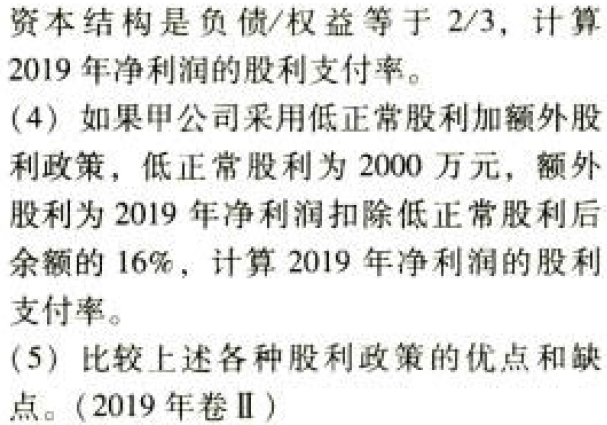 资本结构是负债/权益等于 2/3，计算
2019 年净利润的股利支付率。
(4) 如果甲公司采用低正常股利加额外股
利政策，低正常股利为 2000 万元，额外
股利为 2019 年净利润扣除低正常股利后
余额的 16%，计算 2019 年净利润的股利
支付率。
(5) 比较上述各种股利政策的优点和缺
点。(2019 年卷Ⅱ)